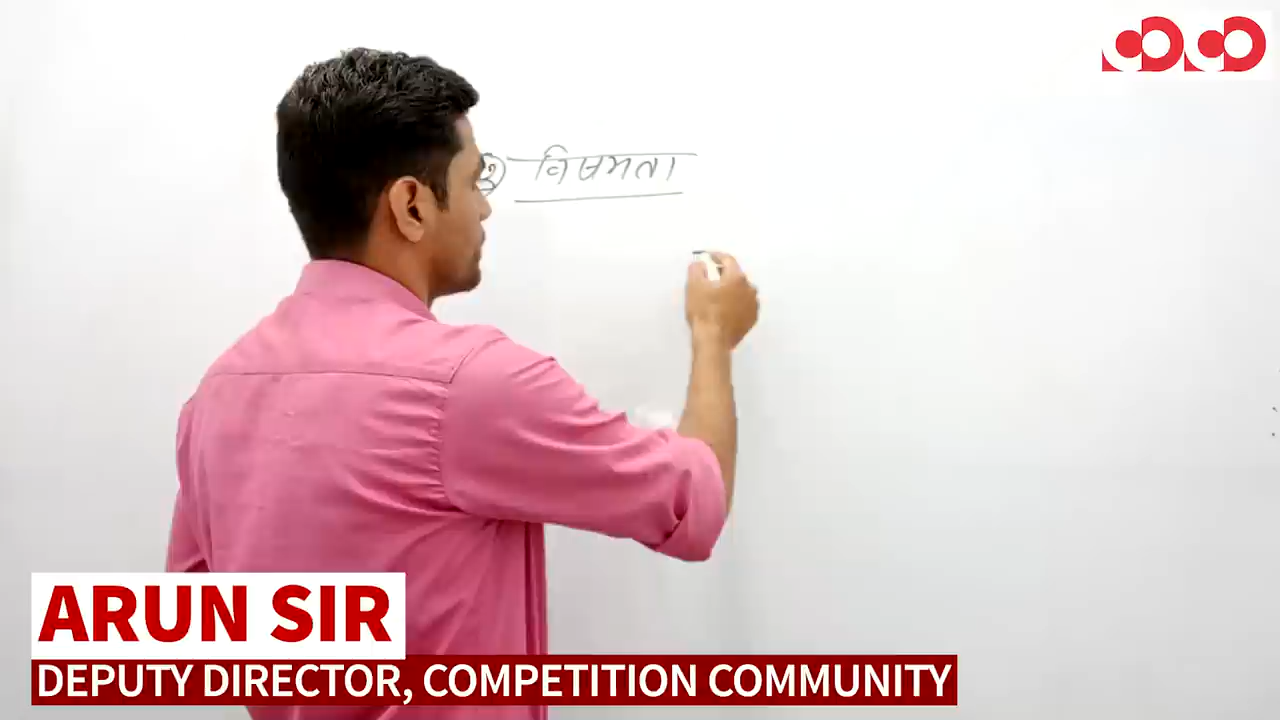 विषमता
ARUN SIR
DEPUTY DIRECTOR, COMPETITION COMMUNITY